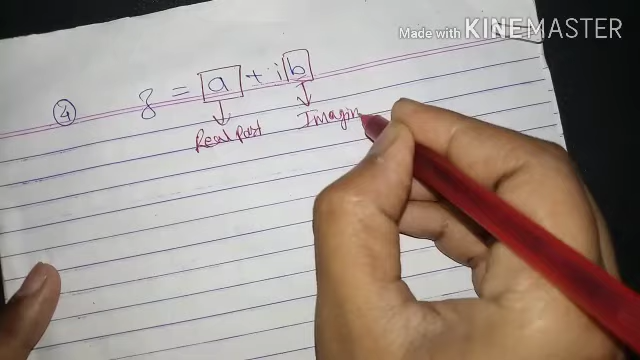 Made with KINEMASTER
④ z = a + ib
Real part Imagin